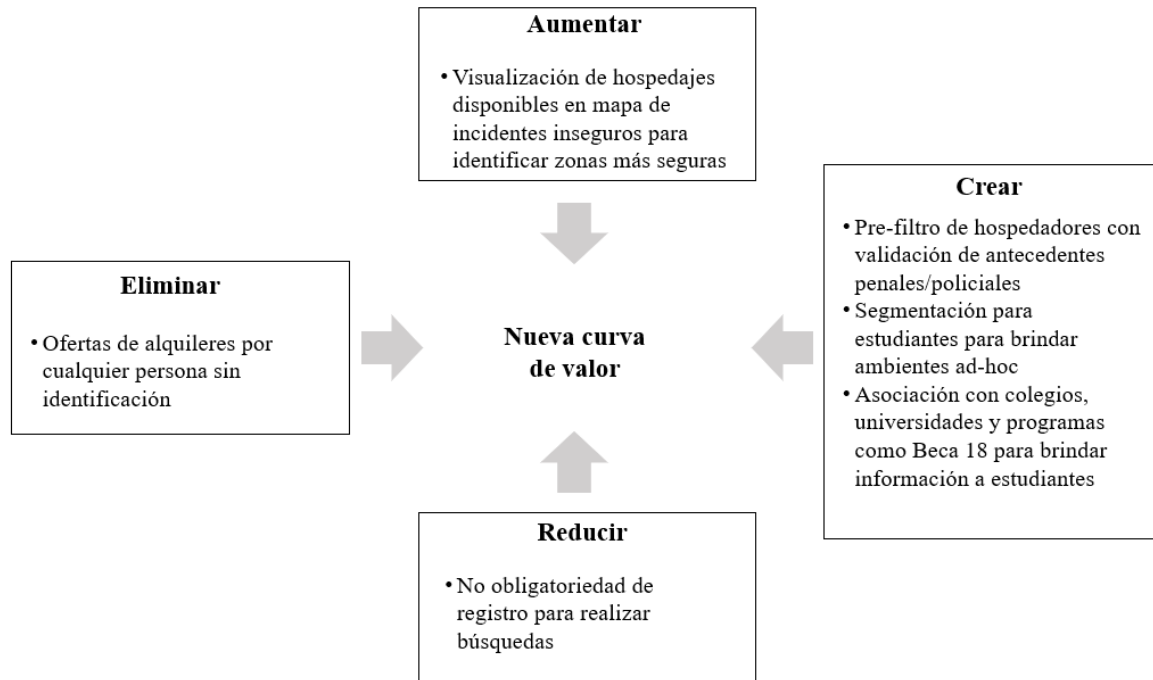 Aumentar
• Visualización de hospedajes
disponibles en mapa de
incidentes inseguros para
identificar zonas más seguras
Crear
• Pre-filtro de hospedadores con
validación de antecedentes
penales/policiales
• Segmentación para
estudiantes para brindar
ambientes ad-hoc
• Asociación con colegios,
universidades y programas
como Beca 18 para brindar
información a estudiantes
Eliminar
• Ofertas de alquileres por
cualquier persona sin
identificación
Nueva curva
de valor
Reducir
• No obligatoriedad de
registro para realizar
búsquedas